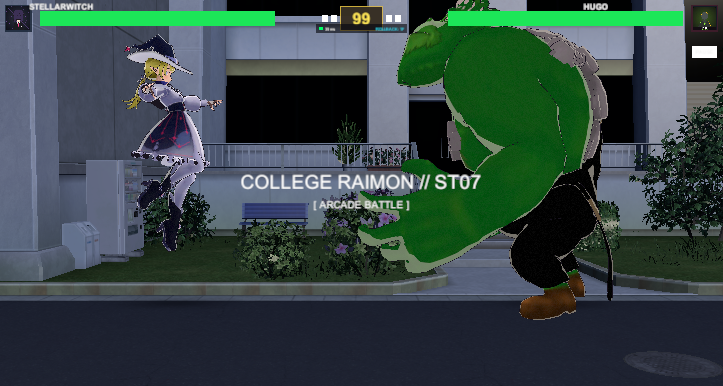 STELLARWITCH
HUGO
99
COLLEGE RAIMON // ST07
[ ARCADE BATTLE ]